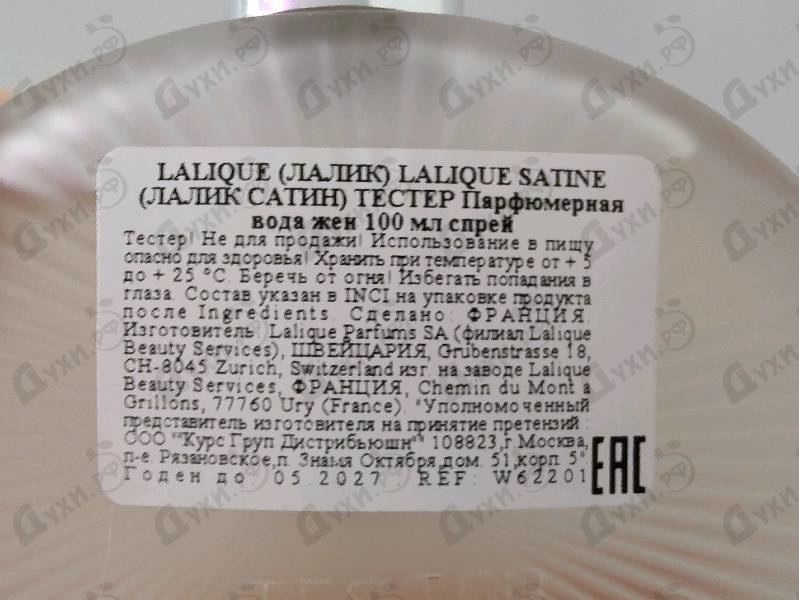 LALIQUE (ЛАЛИК) LALIQUE SATINE
(ЛАЛИК САТИН) ТЕСТЕР Парфюмерная
вода жен 100 мл спрей
Тестер! Не для продажи! Использование в пищу
опасно для здоровья! Хранить при температуре от + 5
до + 25 °С. Беречь от огня! Избегать попадания в
глаза. Состав указан в INCI на упаковке продукта
после Ingredients. Сделано: ФРАНЦИЯ.
Изготовитель: Lalique Parfums SA (филиал Lalique
Beauty Services), ШВЕЙЦАРИЯ, Grubenstrasse 18,
CH-8045 Zurich, Switzerland изг. на заводе Lalique
Beauty Services, ФРАНЦИЯ, Chemin du Mont a
Grillons, 77760 Ury (France). "Уполномоченный
представитель изготовителя на принятие претензий :
ООО "Курс Груп Дистрибьюшн"" 108823,г.Москва,
п-е. Рязановское,п. Знамя Октября,дом. 51,корп. 5"
Годен до 05.2027 REF: W62201
EAC
Духи.рф